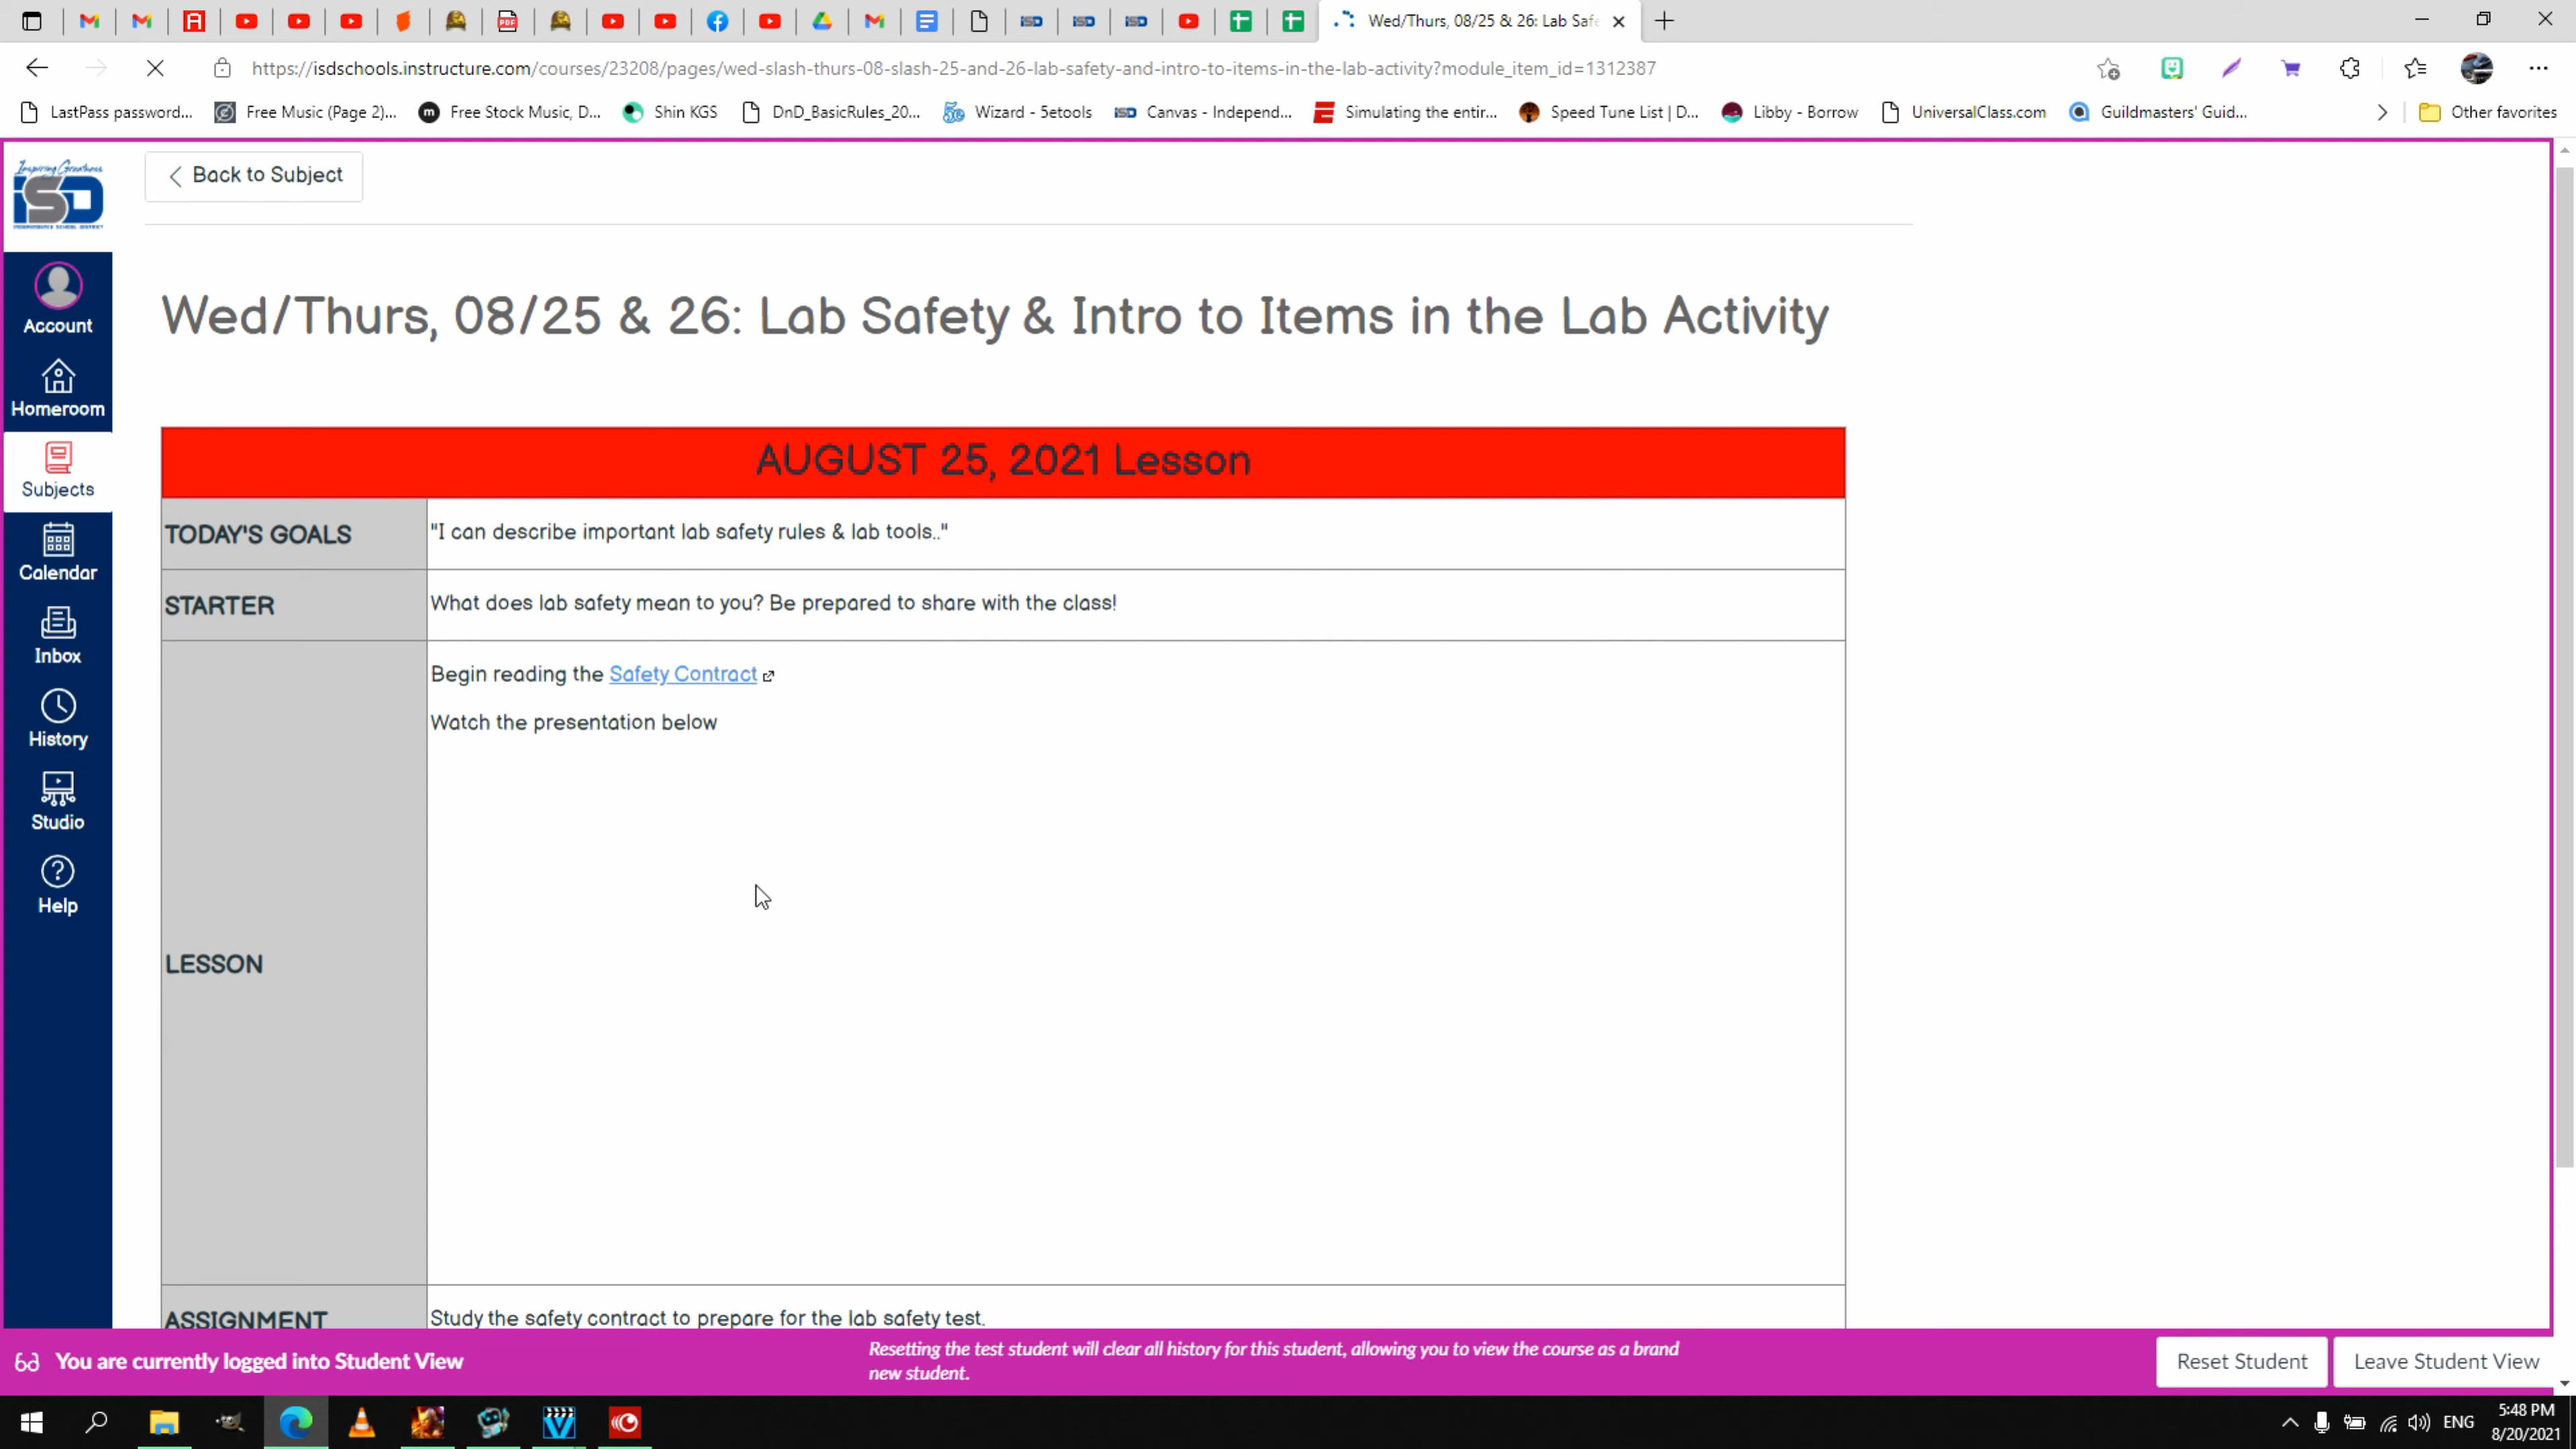 Wed/Thurs, 08/25 & 26: Lab Safe
https://isdschools.instructure.com/courses/23208/pages/wed-slash-thurs-08-slash-25-and-26-lab-safety-and-intro-to-items-in-the-lab-activity?module_item_id=1312387
LastPass password...
Free Music (Page 2)...
Free Stock Music, D...
Shin KGS
DnD_BasicRules_20...
Wizard - 5etools
Canvas - Independ...
Simulating the entir...
Speed Tune List | D...
Libby - Borrow
UniversalClass.com
Guildmasters' Guid...
Other favorites
Inspiring Greatness
iSD
INDEPENDENCE SCHOOL DISTRICT
Back to Subject
Account
Homeroom
Subjects
Calendar
Inbox
History
Studio
Help
Wed/Thurs, 08/25 & 26: Lab Safety & Intro to Items in the Lab Activity
AUGUST 25, 2021 Lesson
TODAY'S GOALS
"I can describe important lab safety rules & lab tools.."
STARTER
What does lab safety mean to you? Be prepared to share with the class!
LESSON
Begin reading the Safety Contract
Watch the presentation below
ASSIGNMENT
Study the safety contract to prepare for the lab safety test.
You are currently logged into Student View
Resetting the test student will clear all history for this student, allowing you to view the course as a brand
new student.
Reset Student
Leave Student View
ENG
5:48 PM
8/20/2021